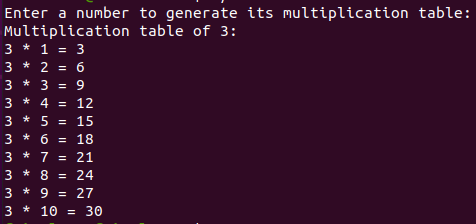 Enter a number to generate its multiplication table:
Multiplication table of 3:
3 * 1 = 3
3 * 2 = 6
3 * 3 = 9
3 * 4 = 12
3 * 5 = 15
3 * 6 = 18
3 * 7 = 21
3 * 8 = 24
3 * 9 = 27
3 * 10 = 30